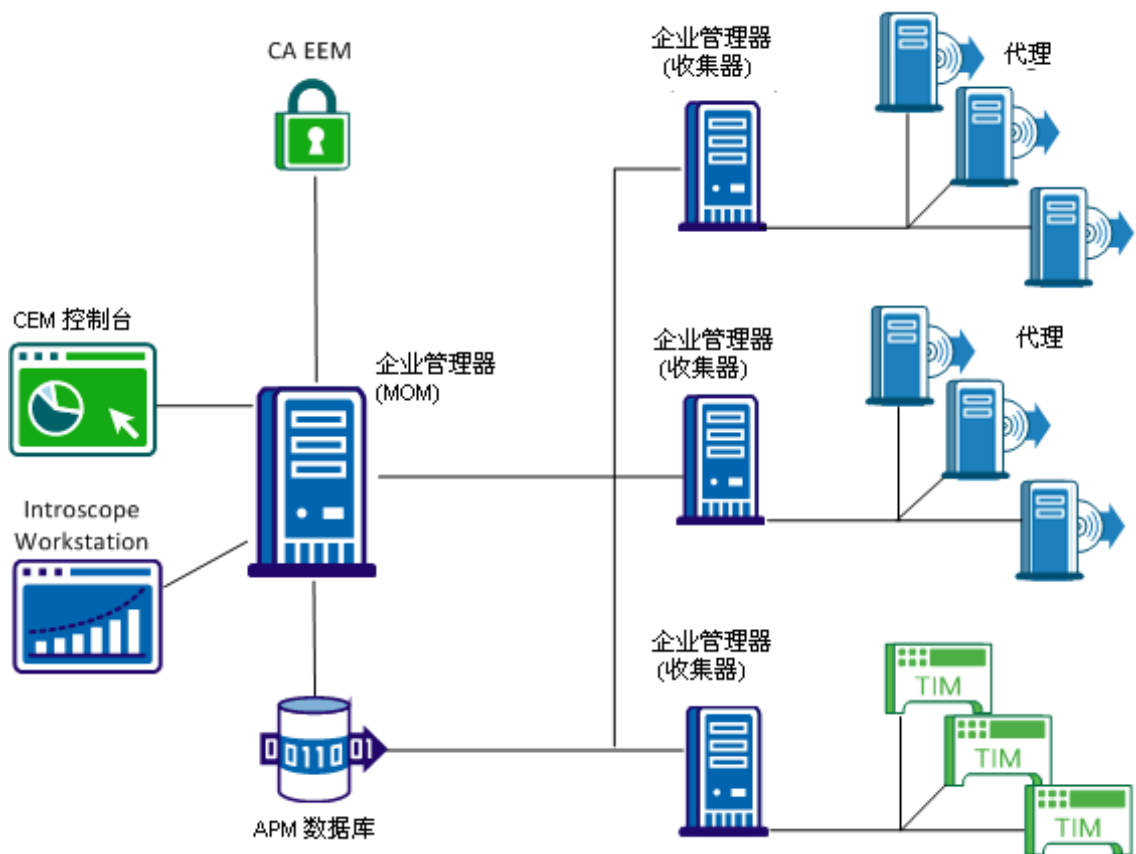 CA EEM
企业管理器
(收集器)
代理
CEM 控制台
企业管理器
(MOM)
企业管理器
(收集器)
代理
Introscope
Workstation
企业管理器
(收集器)
TIM
TIM
TIM
0 0110 01
APM 数据库